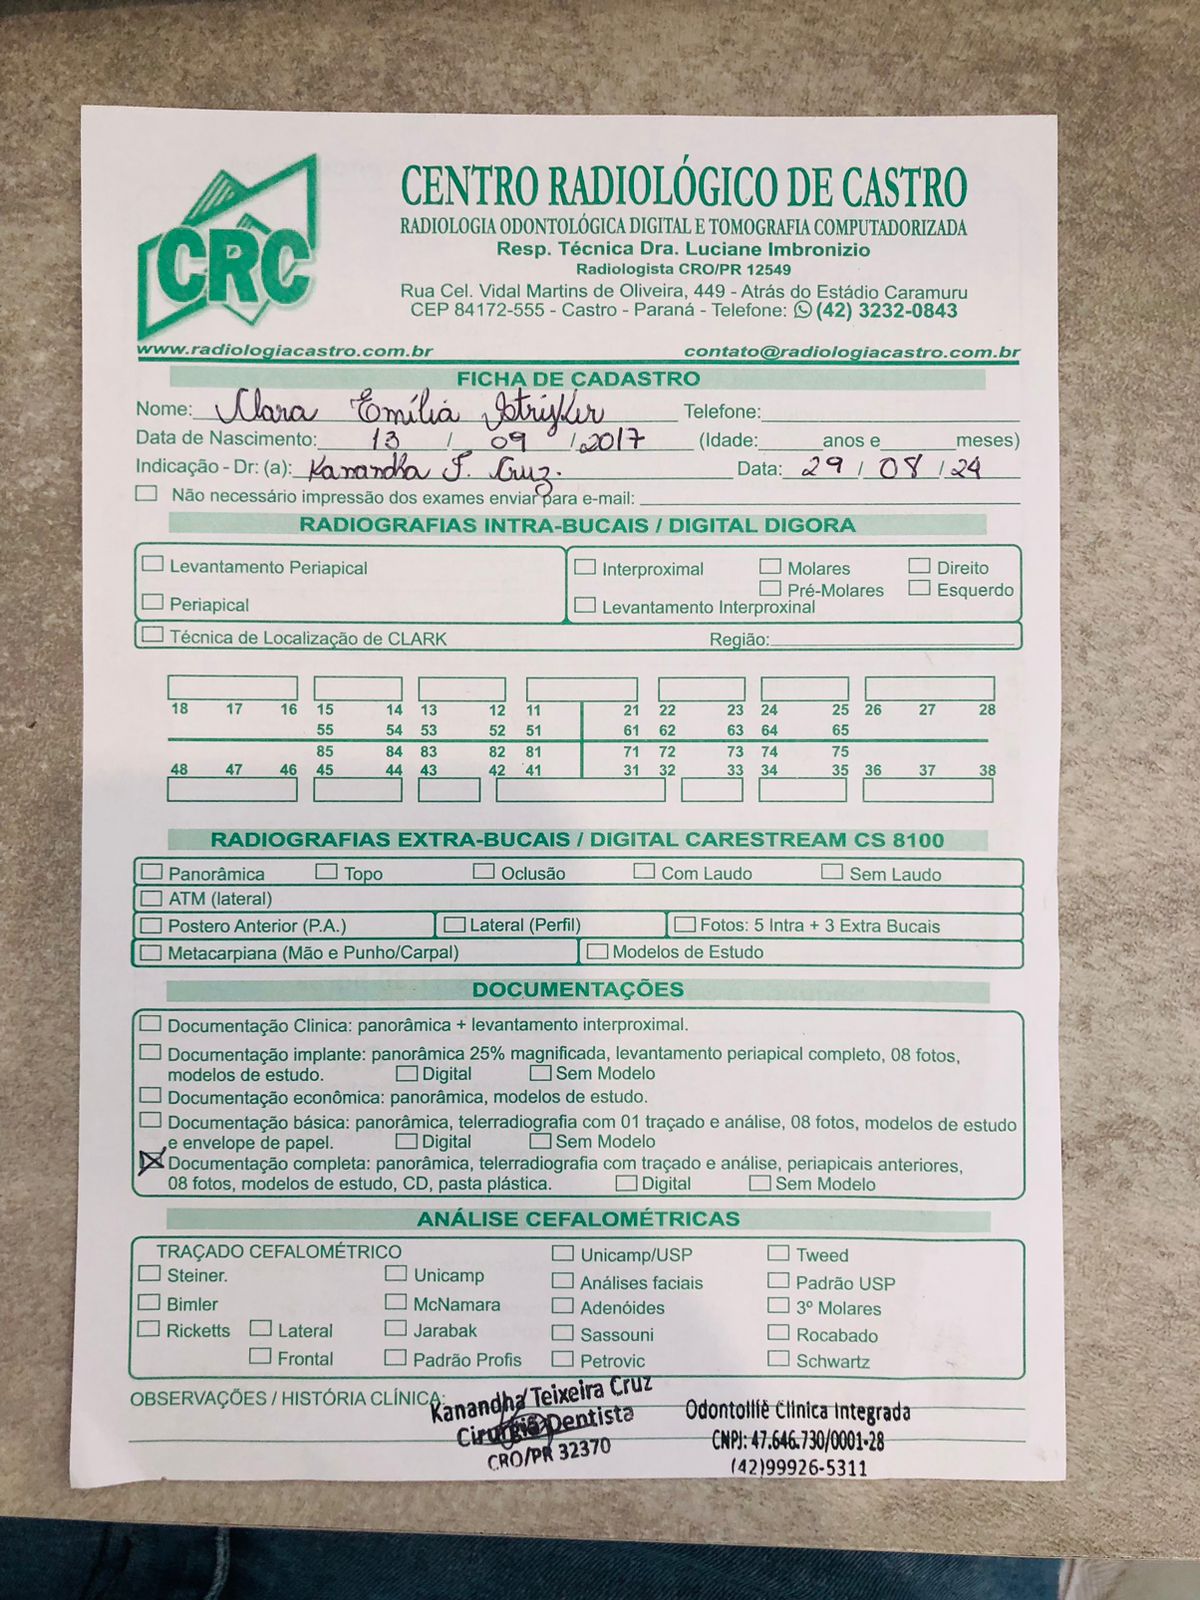 CRC
CENTRO RADIOLÓGICO DE CASTRO
RADIOLOGIA ODONTOLÓGICA DIGITAL E TOMOGRAFIA COMPUTADORIZADA
Resp. Técnica Dra. Luciane Imbronizio
Radiologista CRO/PR 12549
Rua Cel. Vidal Martins de Oliveira, 449 - Atrás do Estádio Caramuru
CEP 84172-555 - Castro - Paraná - Telefone: (42) 3232-0843
www.radiologiacastro.com.br contato@radiologiacastro.com.br
FICHA DE CADASTRO
Nome: Clara Emília Telefone:
Data de Nascimento: 13 / 09 / 2017 (Idade: anos e meses)
Indicação - Dr: (a): Kanandha T. Cruz. Data: 29 / 08 / 24
Não necessário impressão dos exames enviar para e-mail:
RADIOGRAFIAS INTRA-BUCAIS / DIGITAL DIGORA
Levantamento Periapical Interproximal Molares Direito
Pré-Molares Esquerdo
Periapical Levantamento Interproxinal
Técnica de Localização de CLARK Região:
18 17 16 15 14 13 12 11 21 22 23 24 25 26 27 28
55 54 53 52 51 61 62 63 64 65
85 84 83 82 81 71 72 73 74 75
48 47 46 45 44 43 42 41 31 32 33 34 35 36 37 38
RADIOGRAFIAS EXTRA-BUCAIS / DIGITAL CARESTREAM CS 8100
Panorâmica Topo Oclusão Com Laudo Sem Laudo
ATM (lateral)
Postero Anterior (P.A.) Lateral (Perfil) Fotos: 5 Intra + 3 Extra Bucais
Metacarpiana (Mão e Punho/Carpal) Modelos de Estudo
DOCUMENTAÇÕES
Documentação Clinica: panorâmica + levantamento interproximal.
Documentação implante: panorâmica 25% magnificada, levantamento periapical completo, 08 fotos,
modelos de estudo. Digital Sem Modelo
Documentação econômica: panorâmica, modelos de estudo.
Documentação básica: panorâmica, telerradiografia com 01 traçado e análise, 08 fotos, modelos de estudo
e envelope de papel. Digital Sem Modelo
Documentação completa: panorâmica, telerradiografia com traçado e análise, periapicais anteriores,
08 fotos, modelos de estudo, CD, pasta plástica. Digital Sem Modelo
ANÁLISE CEFALOMÉTRICAS
TRAÇADO CEFALOMÉTRICO Unicamp/USP Tweed
Steiner. Unicamp Análises faciais Padrão USP
Bimler McNamara Adenóides 3º Molares
Ricketts Lateral Jarabak Sassouni Rocabado
Frontal Padrão Profis Petrovic Schwartz
OBSERVAÇÕES / HISTÓRIA CLÍNICA:
Kanandha Teixeira Cruz
Cirurgiã Dentista
CRO/PR 32370
Odontolliê Clinica Integrada
CNPJ: 47.646.730/0001-28
(42)99926-5311